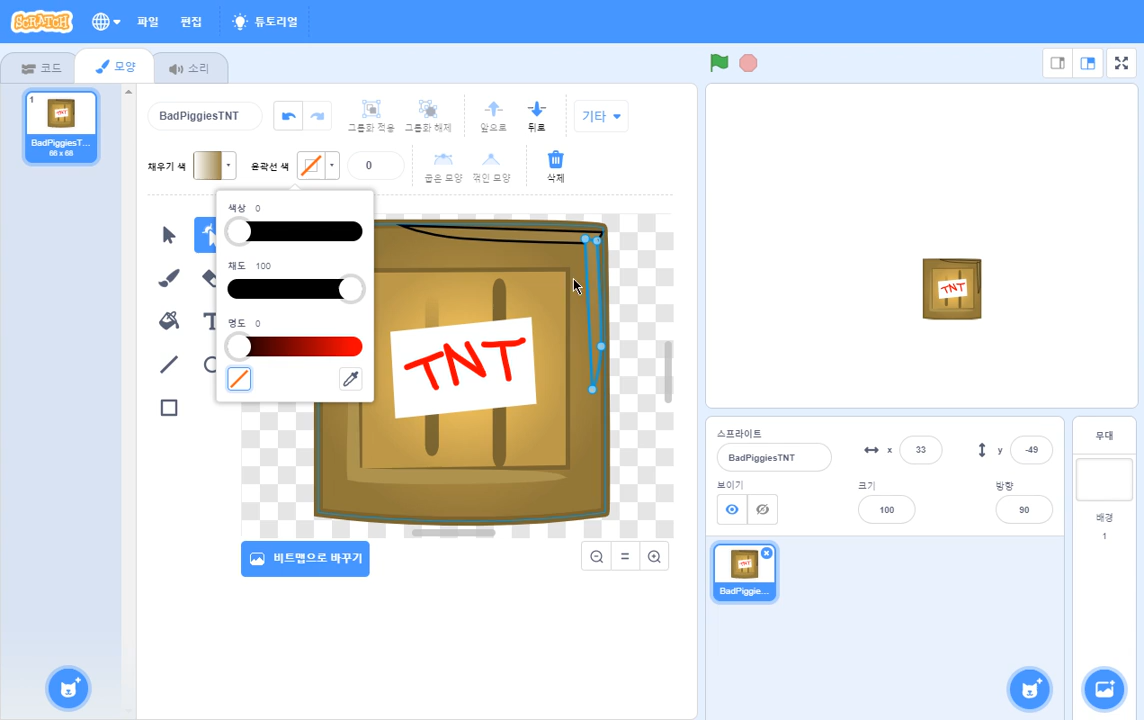 SCRATCH
파일
편집
튜토리얼
코드
모양
소리
1
BadPiggiesT...
66 x 68
BadPiggiesTNT
그룹화 적용
그룹화 해제
앞으로
뒤로
기타
채우기 색
윤곽선 색
0
굽은 모양
꺾인 모양
삭제
색상 0
채도 100
명도 0
T
TNT
비트맵으로 바꾸기
TNT
스프라이트
BadPiggiesTNT
x
33
y
-49
보이기
크기
100
방향
90
BadPiggie...
무대
배경
1